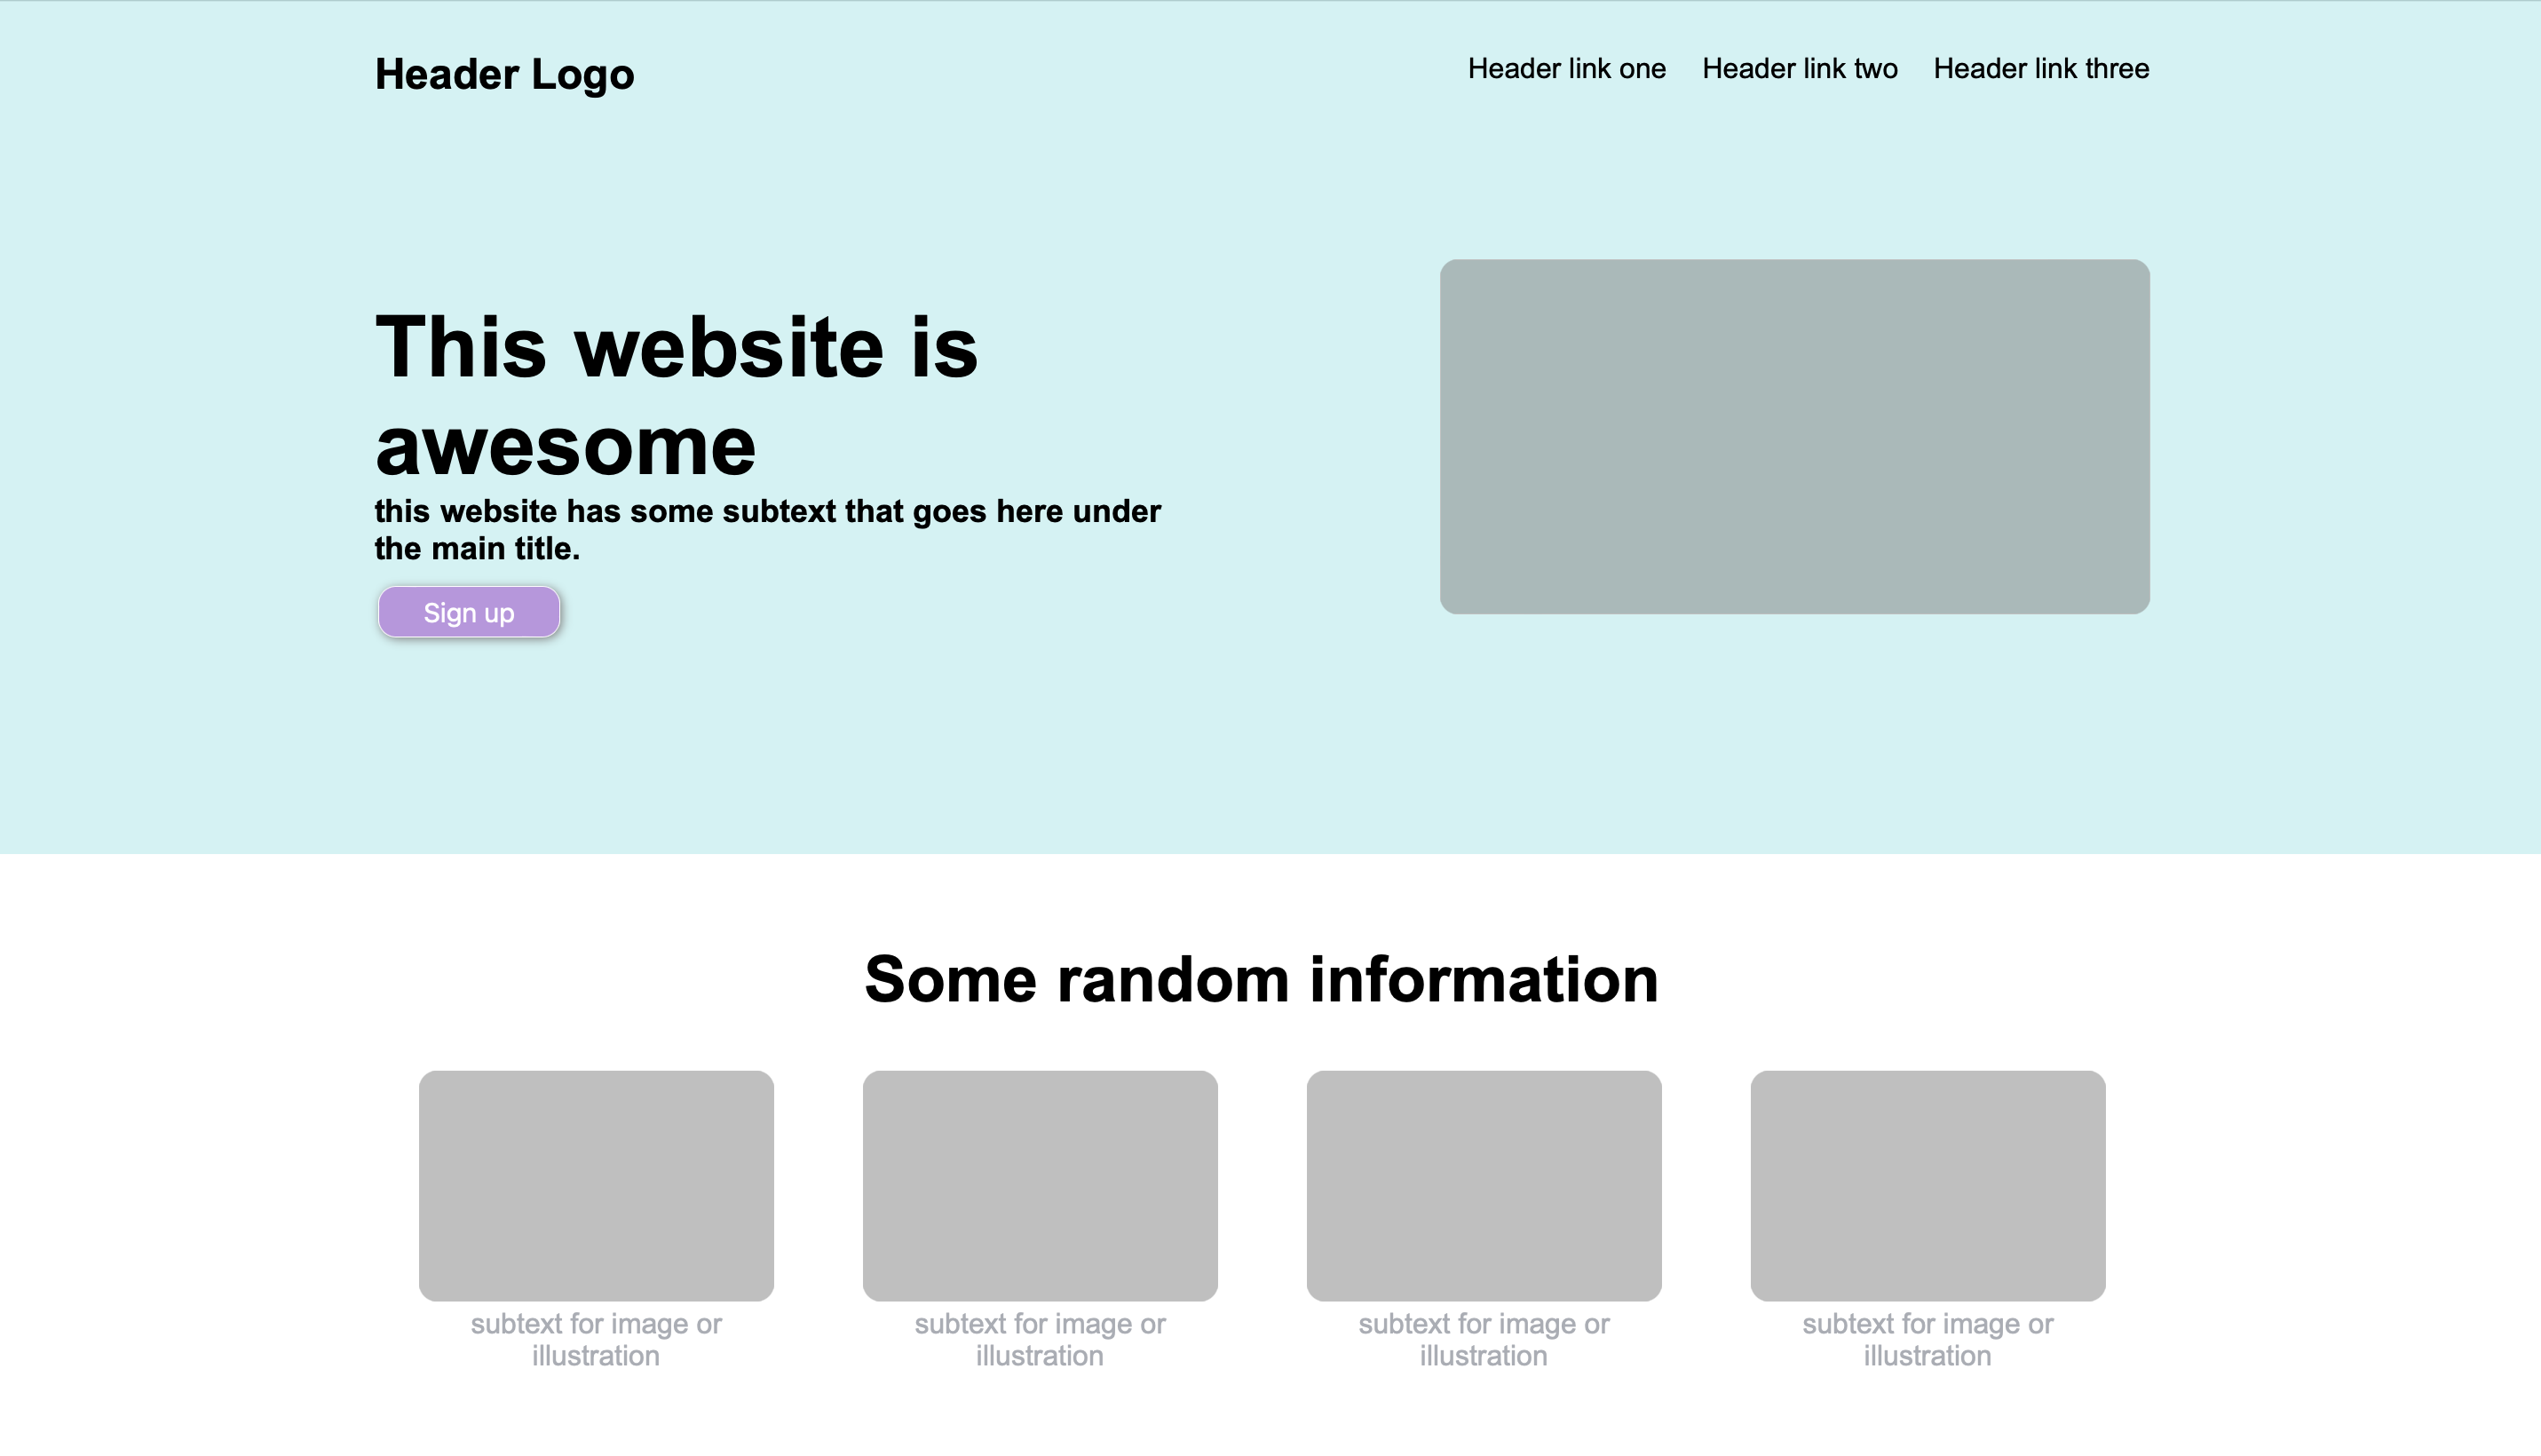 Header Logo
Header link one
Header link two
Header link three
This website is
awesome
this website has some subtext that goes here under
the main title.
Sign up
Some random information
subtext for image or
illustration
subtext for image or
illustration
subtext for image or
illustration
subtext for image or
illustration